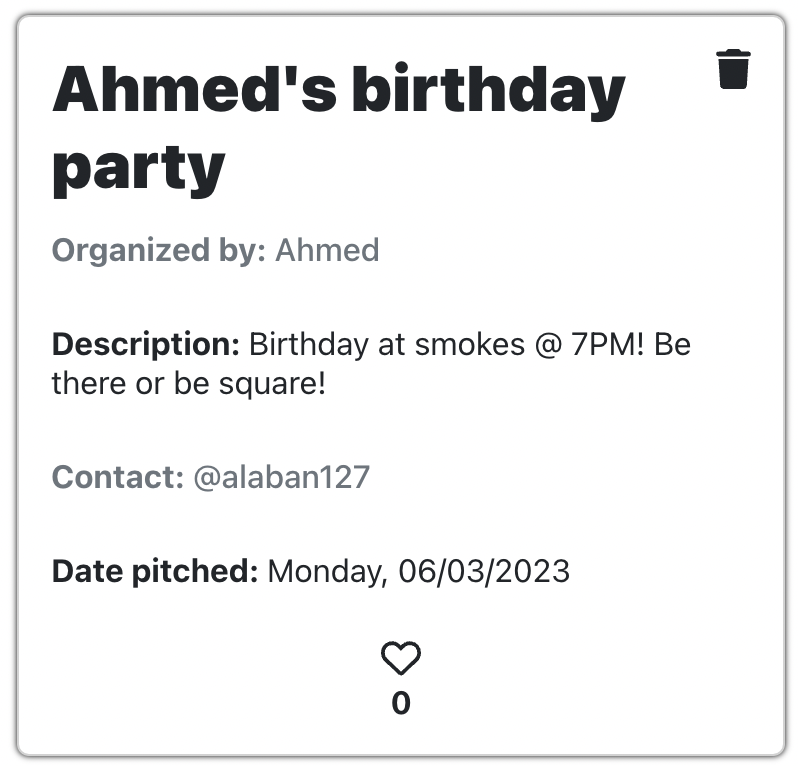 Ahmed's birthday
party
Organized by: Ahmed
Description: Birthday at smokes @ 7PM! Be
there or be square!
Contact: @alaban127
Date pitched: Monday, 06/03/2023
0